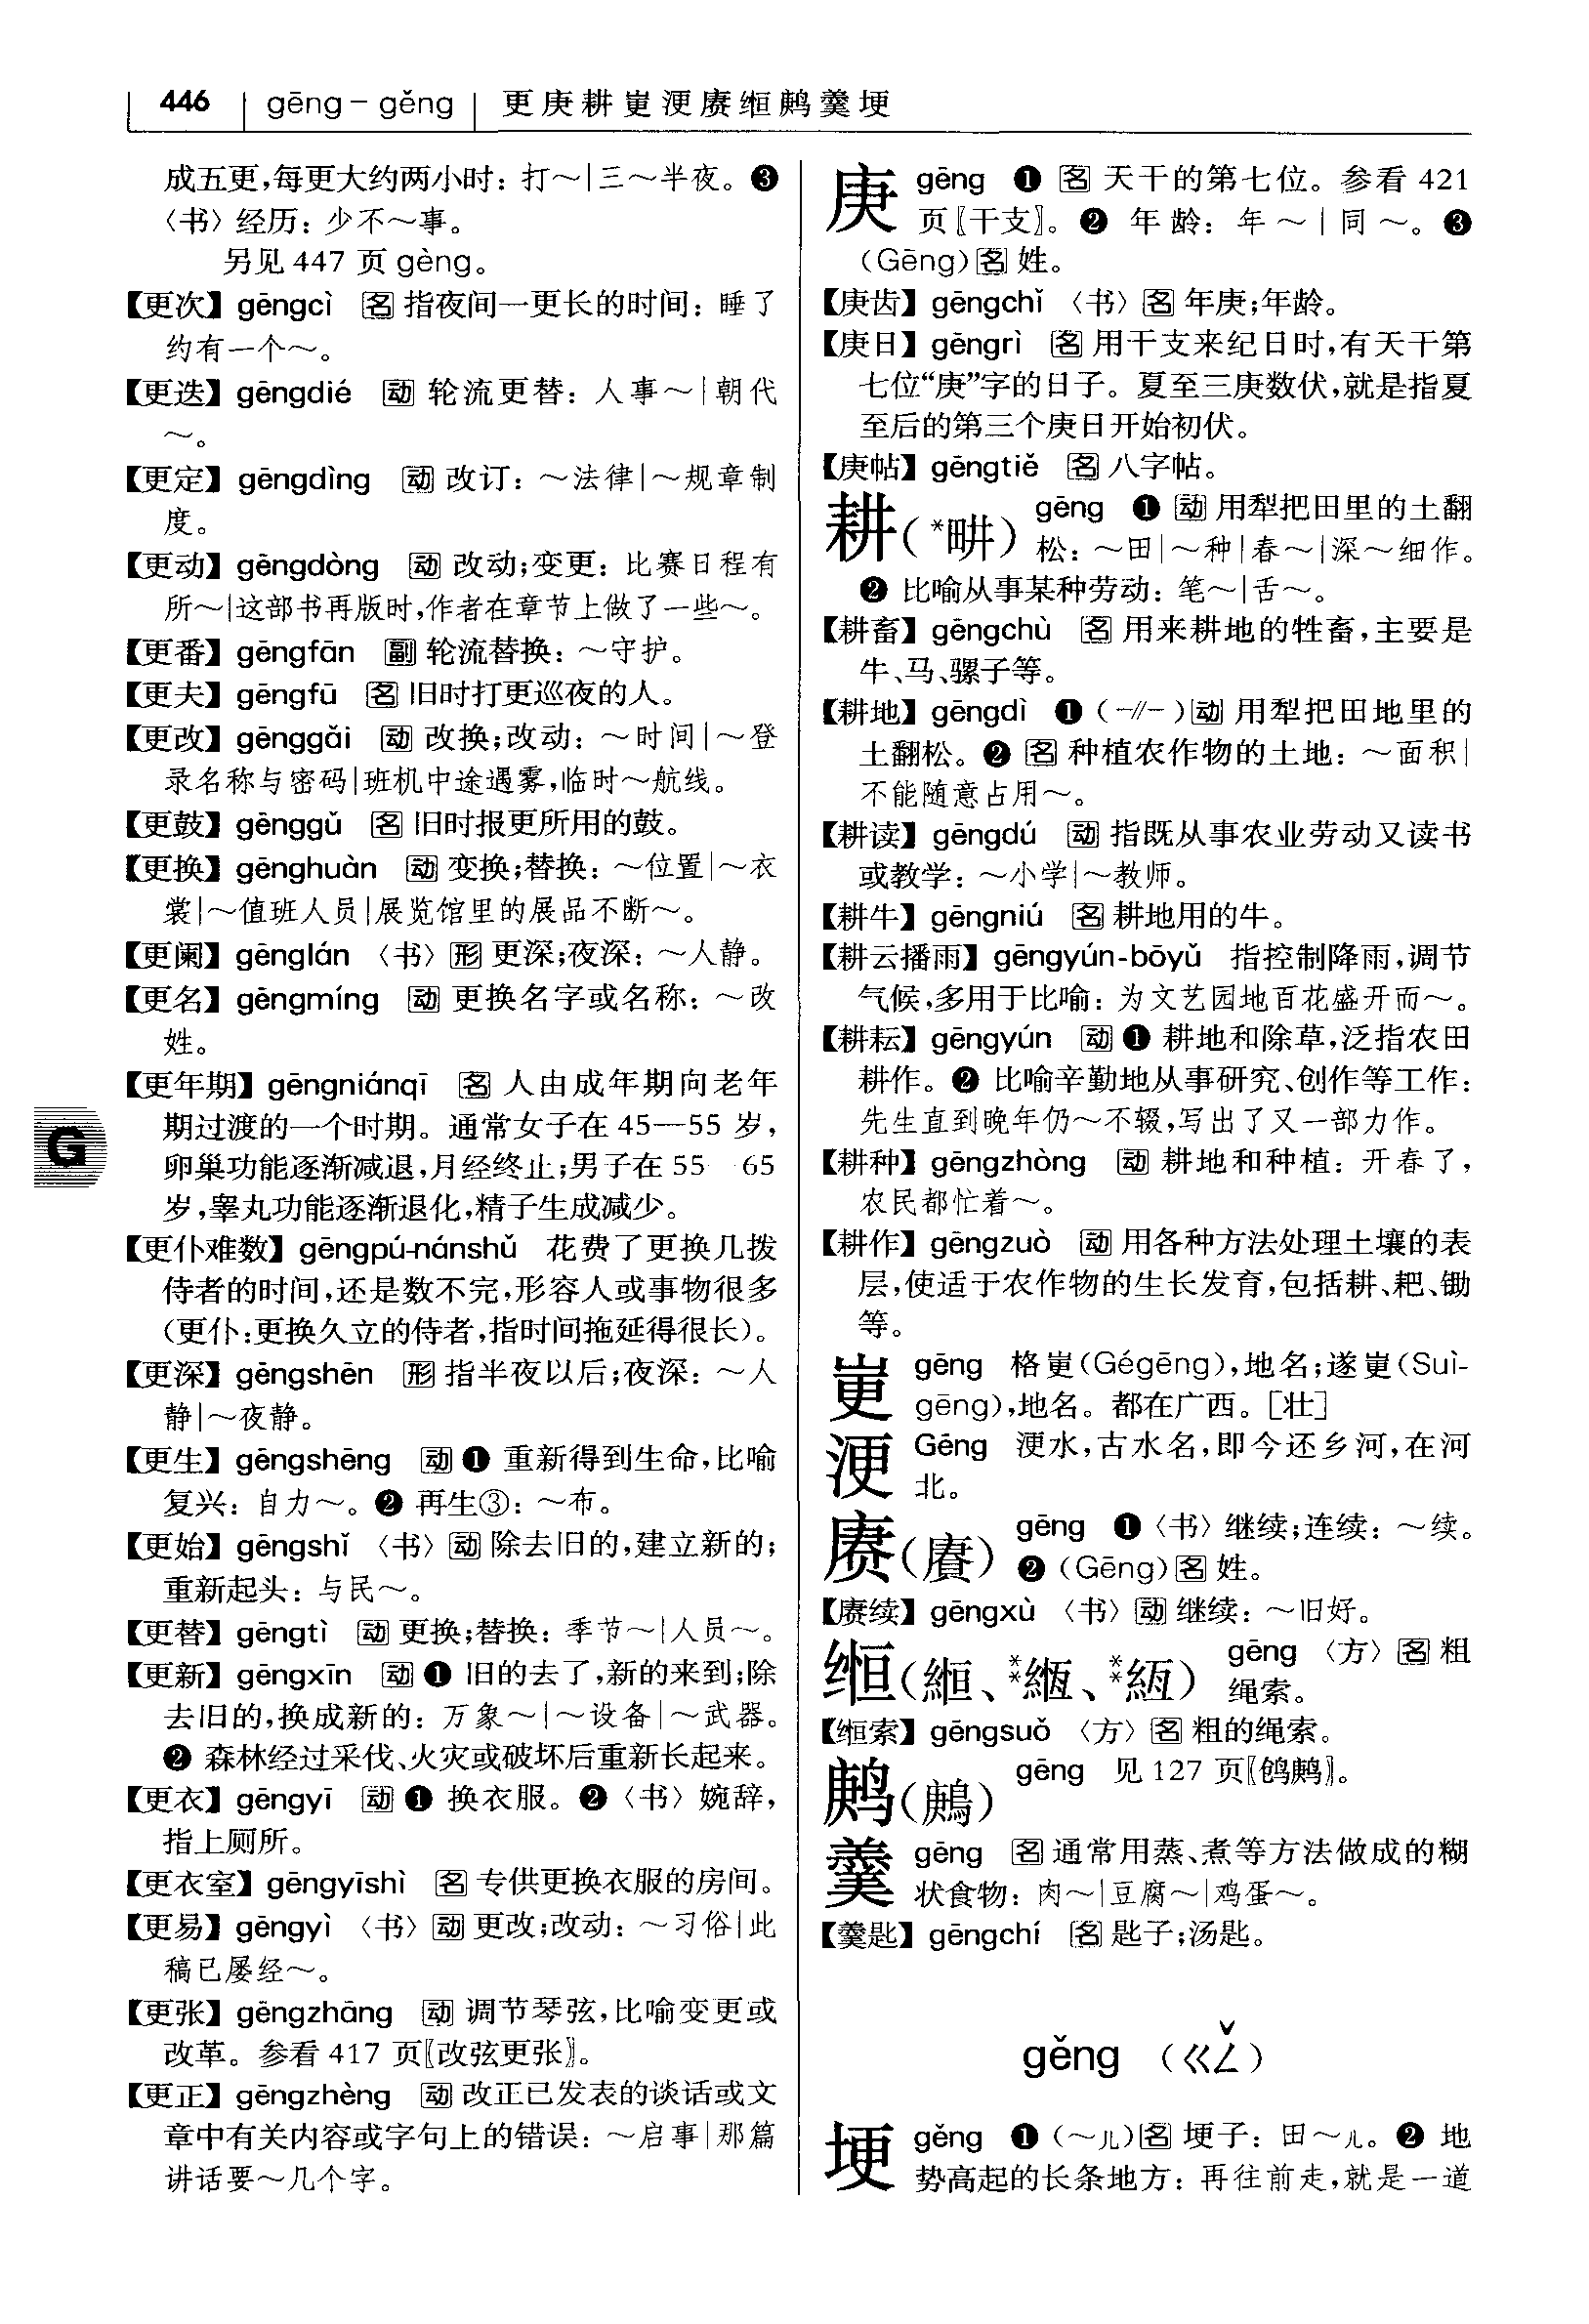 446 gēng－gěng 更庚耕𪨶浭赓縆鹒羹埂
成五更，每更大约两小时：打～|三～半夜。❸
〈书〉经历：少不～事。
另见 447 页 gèng。
【更次】gēngcì 名 指夜间一更长的时间：睡了
约有一个～。
【更迭】gēngdié 动 轮流更替：人事～|朝代
～。
【更定】gēngdìng 动 改订：～法律|～规章制
度。
【更动】gēngdòng 动 改动；变更：比赛日程有
所～|这部书再版时，作者在章节上做了一些～。
【更番】gēngfān 副 轮流替换：～守护。
【更夫】gēngfū 名 旧时打更巡夜的人。
【更改】gēnggǎi 动 改换；改动：～时间|～登
录名称与密码|班机中途遇雾，临时～航线。
【更鼓】gēnggǔ 名 旧时报更所用的鼓。
【更换】gēnghuàn 动 变换；替换：～位置|～衣
裳|～值班人员|展览馆里的展品不断～。
【更阑】gēnglán 〈书〉形 更深；夜深：～人静。
【更名】gēngmíng 动 更换名字或名称：～改
姓。
【更年期】gēngniánqī 名 人由成年期向老年
期过渡的一个时期。通常女子在 45—55 岁，
卵巢功能逐渐减退，月经终止；男子在 55 65
岁，睾丸功能逐渐退化，精子生成减少。
【更仆难数】gēngpú-nánshǔ 花费了更换几拨
侍者的时间，还是数不完，形容人或事物很多
（更仆：更换久立的侍者，指时间拖延得很长）。
【更深】gēngshēn 形 指半夜以后；夜深：～人
静|～夜静。
【更生】gēngshēng 动 ❶ 重新得到生命，比喻
复兴：自力～。❷ 再生③：～布。
【更始】gēngshǐ 〈书〉动 除去旧的，建立新的；
重新起头：与民～。
【更替】gēngtì 动 更换；替换：季节～|人员～。
【更新】gēngxīn 动 ❶ 旧的去了，新的来到；除
去旧的，换成新的：万象～|～设备|～武器。
❷ 森林经过采伐、火灾或破坏后重新长起来。
【更衣】gēngyī 动 ❶ 换衣服。❷〈书〉婉辞，
指上厕所。
【更衣室】gēngyīshì 名 专供更换衣服的房间。
【更易】gēngyì 〈书〉动 更改；改动：～习俗|此
稿已屡经～。
【更张】gēngzhāng 动 调节琴弦，比喻变更或
改革。参看 417 页〖改弦更张〗。
【更正】gēngzhèng 动 改正已发表的谈话或文
章中有关内容或字句上的错误：～启事|那篇
讲话要～几个字。
G
庚 gēng ❶ 名 天干的第七位。参看 421
页〖干支〗。❷ 年龄：年～|同～。❸
（Gēng）名 姓。
【庚齿】gēngchǐ 〈书〉名 年庚；年龄。
【庚日】gēngrì 名 用干支来纪日时，有天干第
七位“庚”字的日子。夏至三庚数伏，就是指夏
至后的第三个庚日开始初伏。
【庚帖】gēngtiě 名 八字帖。
耕（*畊） gēng ❶ 动 用犁把田里的土翻
松：～田|～种|春～|深～细作。
❷ 比喻从事某种劳动：笔～|舌～。
【耕畜】gēngchù 名 用来耕地的牲畜，主要是
牛、马、骡子等。
【耕地】gēngdì ❶（-//-）动 用犁把田地里的
土翻松。❷ 名 种植农作物的土地：～面积|
不能随意占用～。
【耕读】gēngdú 动 指既从事农业劳动又读书
或教学：～小学|～教师。
【耕牛】gēngniú 名 耕地用的牛。
【耕云播雨】gēngyún-bōyǔ 指控制降雨，调节
气候，多用于比喻：为文艺园地百花盛开而～。
【耕耘】gēngyún 动 ❶ 耕地和除草，泛指农田
耕作。❷ 比喻辛勤地从事研究、创作等工作：
先生直到晚年仍～不辍，写出了又一部力作。
【耕种】gēngzhòng 动 耕地和种植：开春了，
农民都忙着～。
【耕作】gēngzuò 动 用各种方法处理土壤的表
层，使适于农作物的生长发育，包括耕、耙、锄
等。
𪨶 gēng 格𪨶（Gégēng），地名；遂𪨶（Suì-
gēng），地名。都在广西。［壮］
浭 Gēng 浭水，古水名，即今还乡河，在河
北。
赓（賡） gēng ❶〈书〉继续；连续：～续。
❷（Gēng）名 姓。
【赓续】gēngxù 〈书〉动 继续：～旧好。
𫄙（縆、**緪、**絚） gēng 〈方〉名 粗
绳索。
【𫄙索】gēngsuǒ 〈方〉名 粗的绳索。
鹒（鶊） gēng 见 127 页〖鸧鹒〗。
羹 gēng 名 通常用蒸、煮等方法做成的糊
状食物：肉～|豆腐～|鸡蛋～。
【羹匙】gēngchí 名 匙子；汤匙。
gěng （ㄍㄥˇ）
埂 gěng ❶（～儿）名 埂子：田～儿。❷ 地
势高起的长条地方：再往前走，就是一道